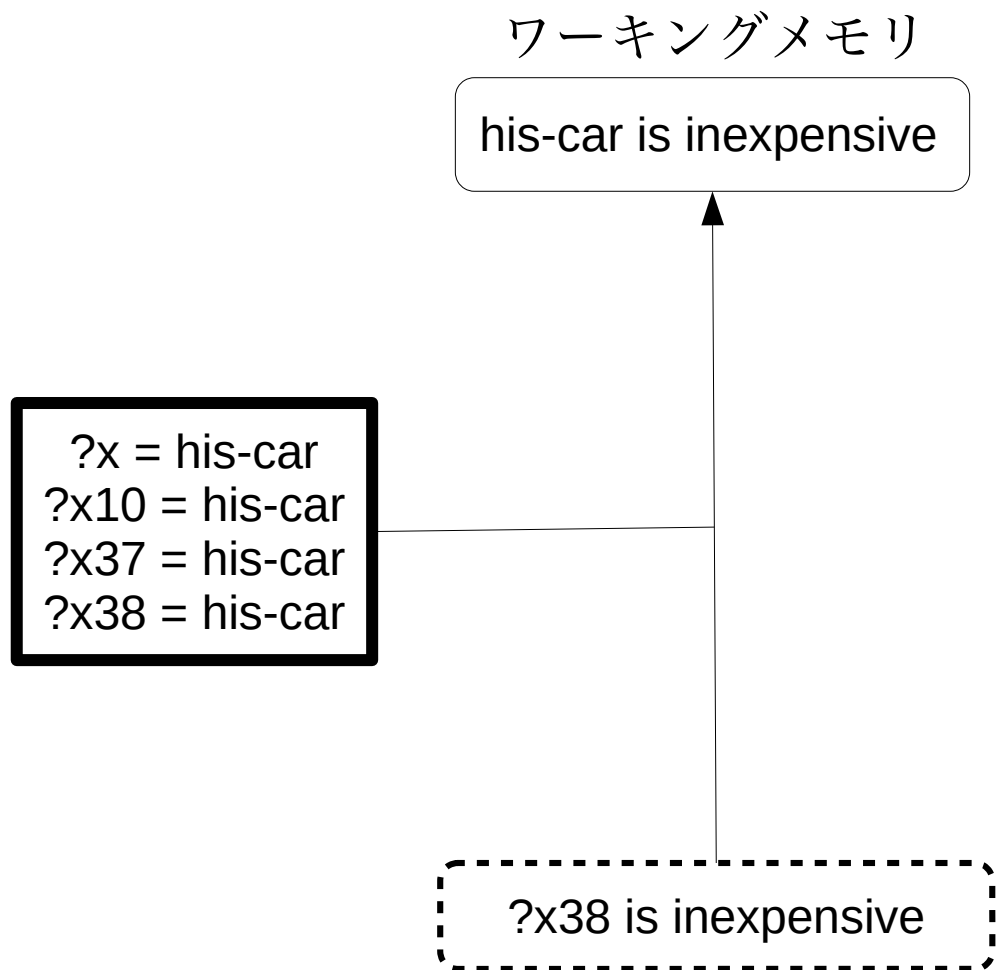 ワーキングメモリ
his-car is inexpensive
?x = his-car
?x10 = his-car
?x37 = his-car
?x38 = his-car
?x38 is inexpensive